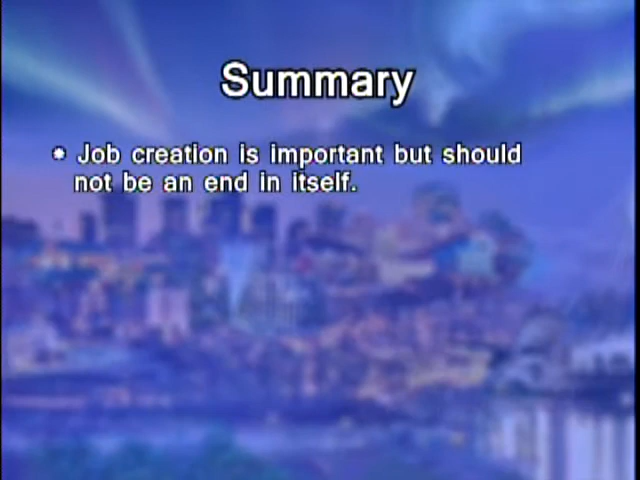 Summary
* Job creation is important but should
not be an end in itself.